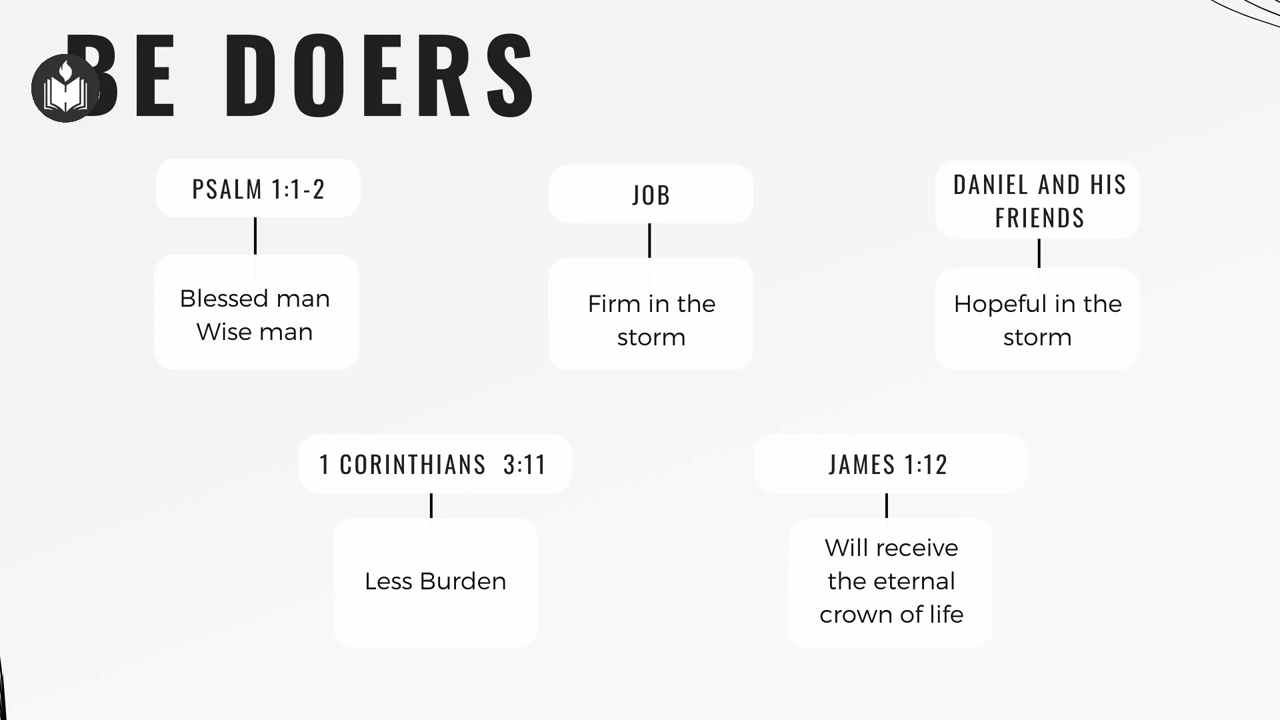 BE DOERS
PSALM 1:1-2
Blessed man
Wise man
JOB
Firm in the
storm
DANIEL AND HIS
FRIENDS
Hopeful in the
storm
1 CORINTHIANS  3:11
Less Burden
JAMES 1:12
Will receive
the eternal
crown of life